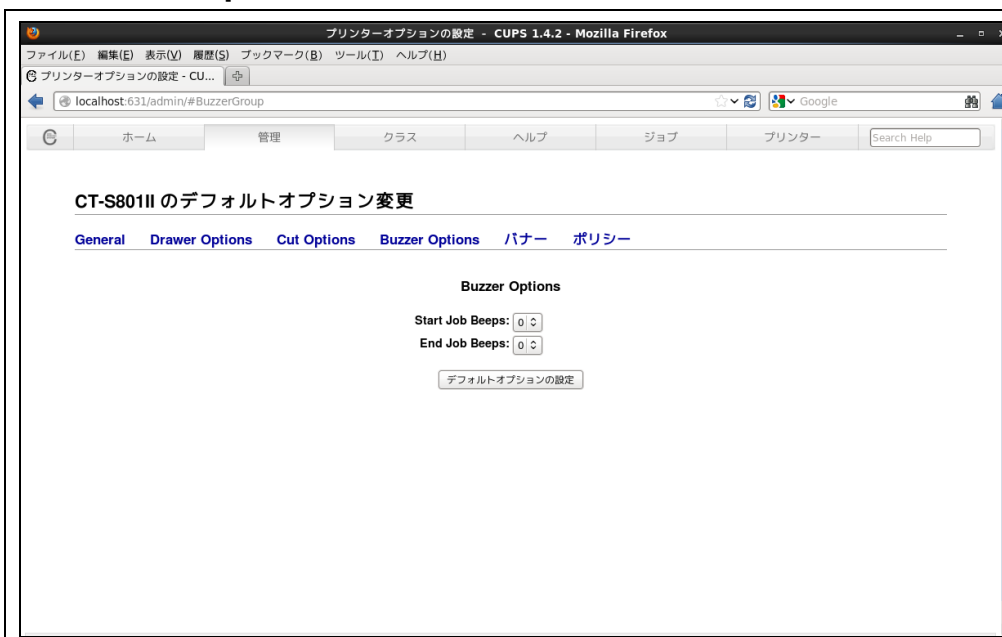 プリンターオプションの設定 - CUPS 1.4.2 - Mozilla Firefox
ファイル(F) 編集(E) 表示(V) 履歴(S) ブックマーク(B) ツール(T) ヘルプ(H)
プリンターオプションの設定 - CU...
localhost:631/admin/#BuzzerGroup Google
ホーム 管理 クラス ヘルプ ジョブ プリンター Search Help
CT-S801II のデフォルトオプション変更
General Drawer Options Cut Options Buzzer Options バナー ポリシー
Buzzer Options
Start Job Beeps: 0
End Job Beeps: 0
デフォルトオプションの設定